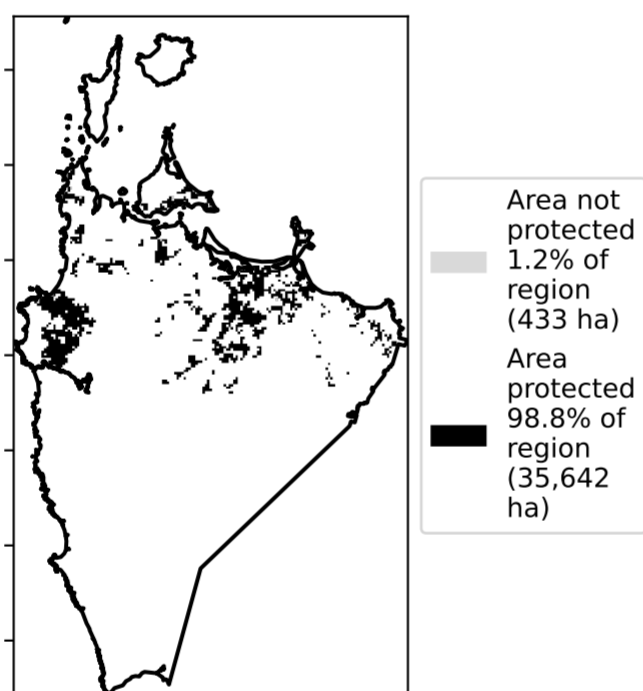 Area not
protected
1.2% of
region
(433 ha)
Area
protected
98.8% of
region
(35,642
ha)